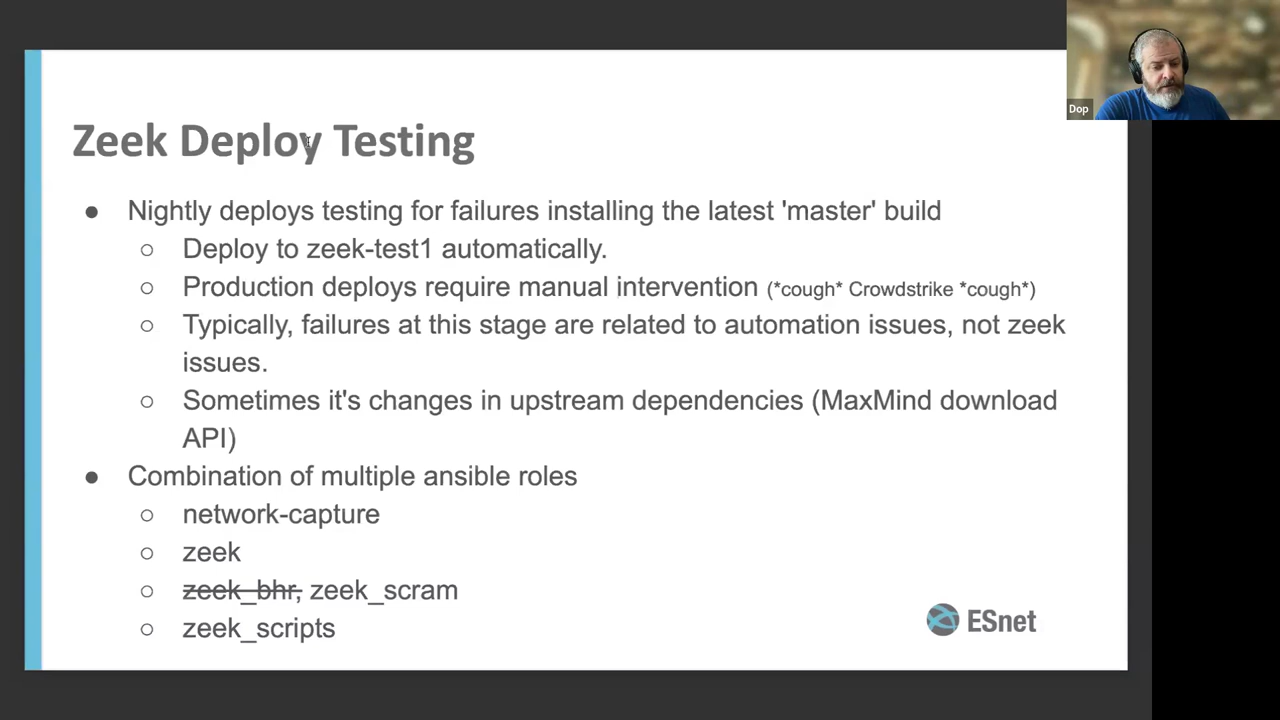 Dop
Zeek Deploy Testing
● Nightly deploys testing for failures installing the latest 'master' build
○ Deploy to zeek-test1 automatically.
○ Production deploys require manual intervention (*cough* Crowdstrike *cough*)
○ Typically, failures at this stage are related to automation issues, not zeek
issues.
○ Sometimes it's changes in upstream dependencies (MaxMind download
API)
● Combination of multiple ansible roles
○ network-capture
○ zeek
○ zeek_bhr, zeek_scram
○ zeek_scripts
ESnet